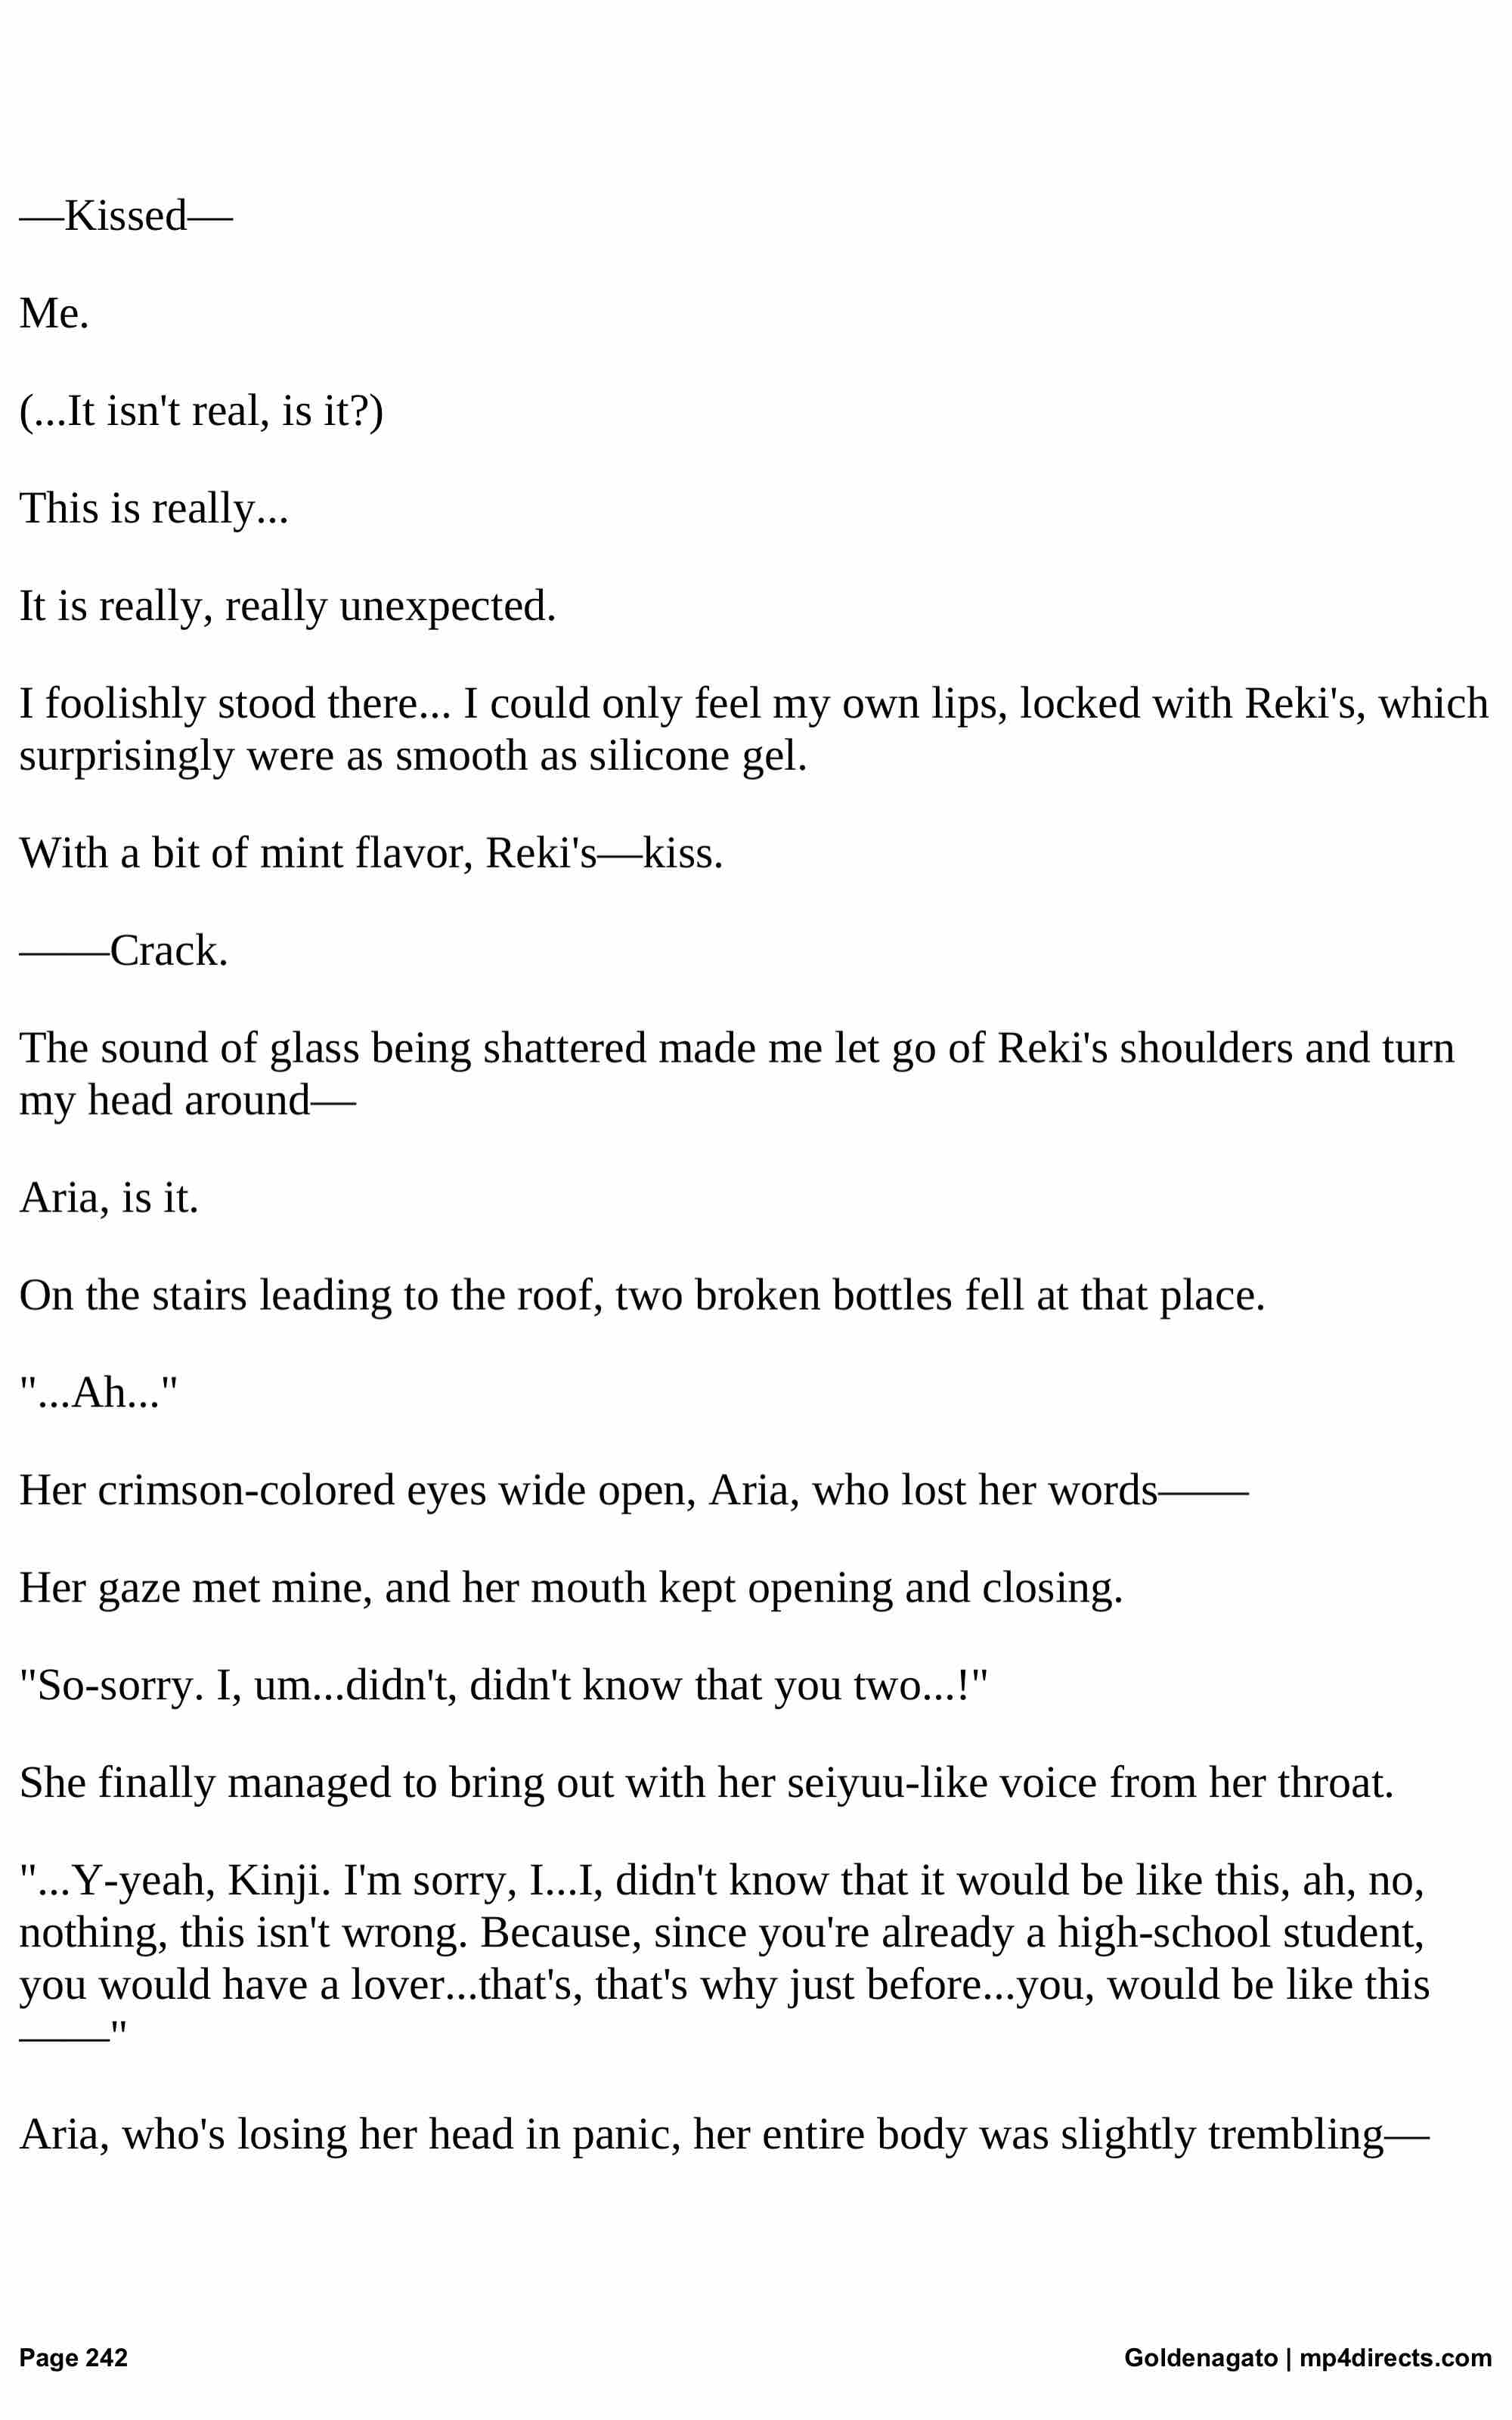 —Kissed—
Me.
(...It isn't real, is it?)
This is really...
It is really, really unexpected.
I foolishly stood there... I could only feel my own lips, locked with Reki's, which
surprisingly were as smooth as silicone gel.
With a bit of mint flavor, Reki's—kiss.
——Crack.
The sound of glass being shattered made me let go of Reki's shoulders and turn
my head around—
Aria, is it.
On the stairs leading to the roof, two broken bottles fell at that place.
"...Ah..."
Her crimson-colored eyes wide open, Aria, who lost her words——
Her gaze met mine, and her mouth kept opening and closing.
"So-sorry. I, um...didn't, didn't know that you two...!"
She finally managed to bring out with her seiyuu-like voice from her throat.
"...Y-yeah, Kinji. I'm sorry, I...I, didn't know that it would be like this, ah, no,
nothing, this isn't wrong. Because, since you're already a high-school student,
you would have a lover...that's, that's why just before...you, would be like this
——"
Aria, who's losing her head in panic, her entire body was slightly trembling—
Page 242
Goldenagato | mp4directs.com